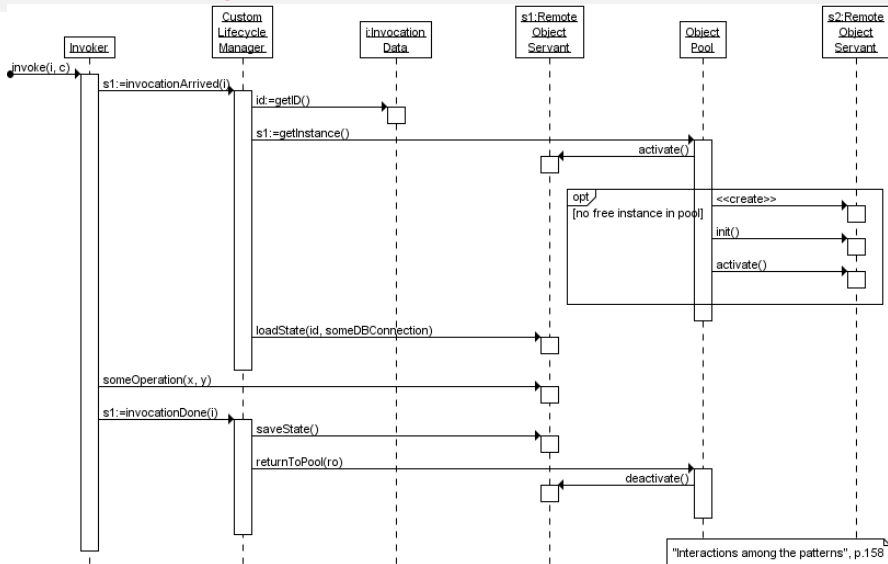 Custom
Lifecycle
Manager
s1:Remote
Object
Servant
s2:Remote
Object
Servant
Invoker
i:Invocation
Data
Object
Pool
invoke(i, c)
s1:=invocationArrived(i)
id:=getID()
s1:=getInstance()
activate()
opt
[no free instance in pool]
<<create>>
init()
activate()
loadState(id, someDBConnection)
someOperation(x, y)
s1:=invocationDone(i)
saveState()
returnToPool(ro)
deactivate()
"Interactions among the patterns", p.158